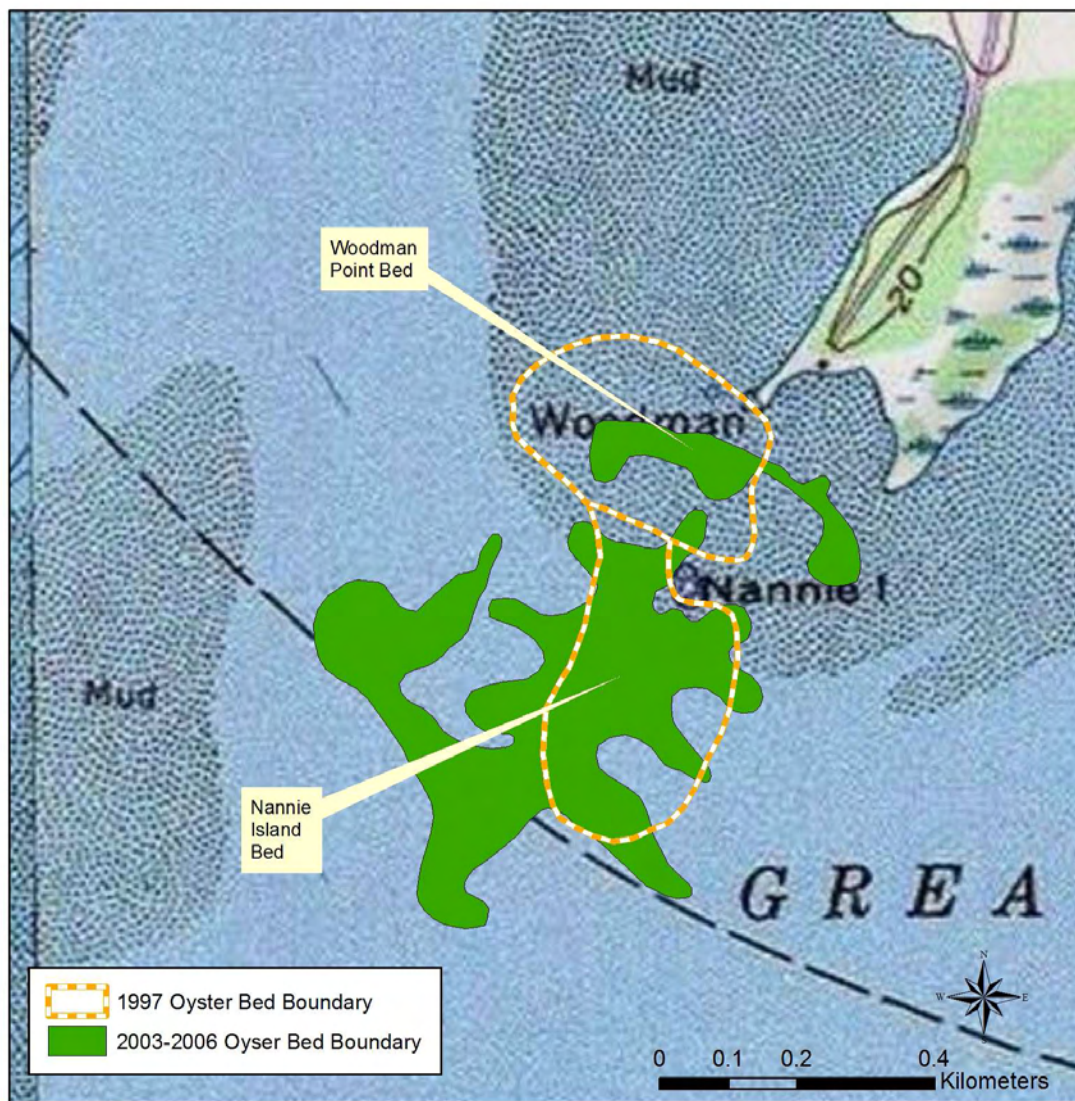 Mud
20
Woodman
Point Bed
Woodman
Nannie I
Mud
Nannie
Island
Bed
GREA
N
W E
1997 Oyster Bed Boundary
2003-2006 Oyser Bed Boundary
0 0.1 0.2 0.4
Kilometers